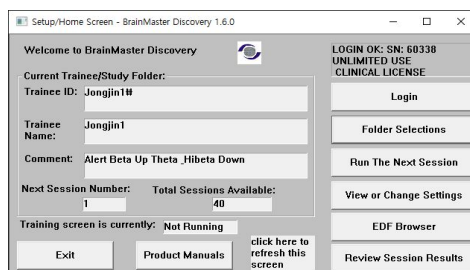 Setup/Home Screen - BrainMaster Discovery 1.6.0
Welcome to BrainMaster Discovery
LOGIN OK: SN: 60338
UNLIMITED USE
CLINICAL LICENSE
Current Trainee/Study Folder:
Trainee ID: Jongjin1#
Trainee Name: Jongjin1
Comment: Alert Beta Up Theta _Hibeta Down
Next Session Number: 1
Total Sessions Available: 40
Training screen is currently: Not Running
Exit
Product Manuals
click here to
refresh this
screen
Login
Folder Selections
Run The Next Session
View or Change Settings
EDF Browser
Review Session Results